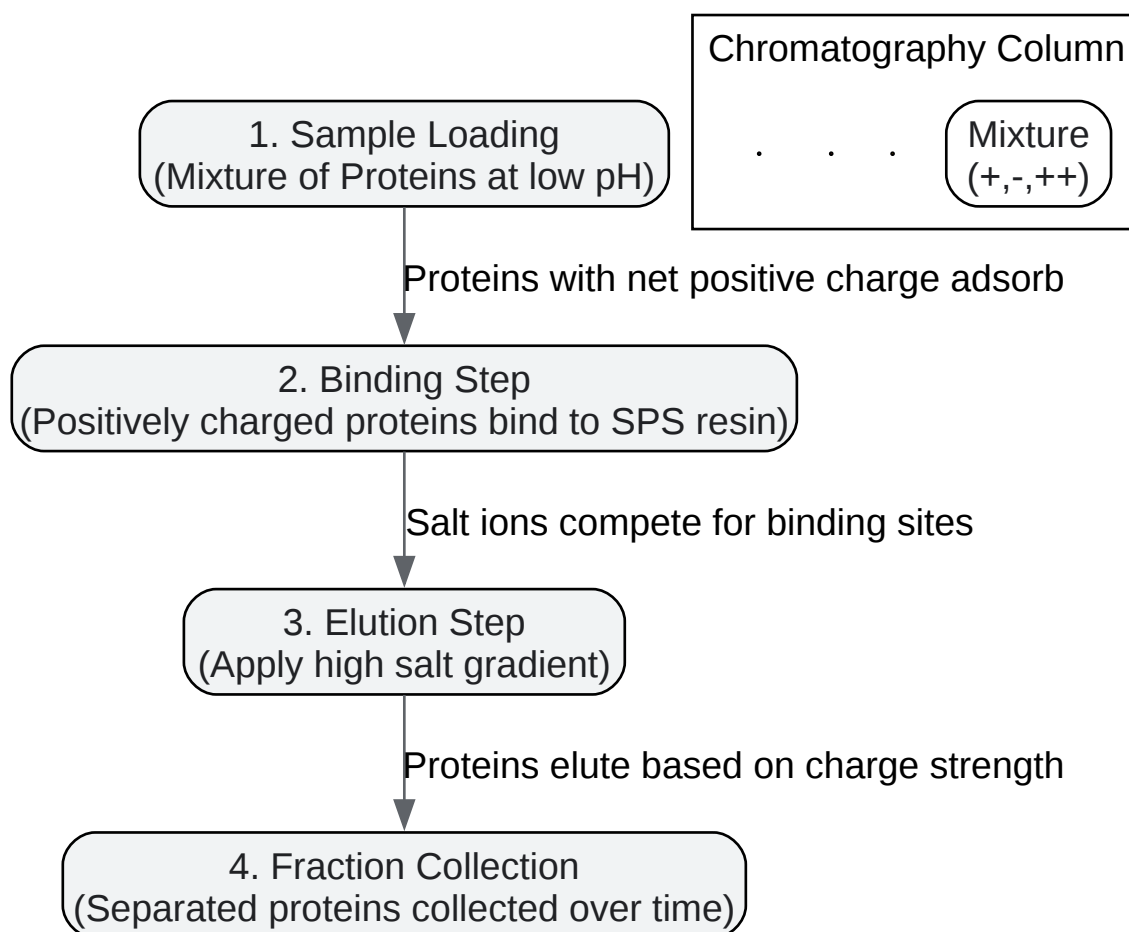 Chromatography Column
. . .
Mixture
(+,-,++)
1. Sample Loading
(Mixture of Proteins at low pH)
Proteins with net positive charge adsorb
2. Binding Step
(Positively charged proteins bind to SPS resin)
Salt ions compete for binding sites
3. Elution Step
(Apply high salt gradient)
Proteins elute based on charge strength
4. Fraction Collection
(Separated proteins collected over time)